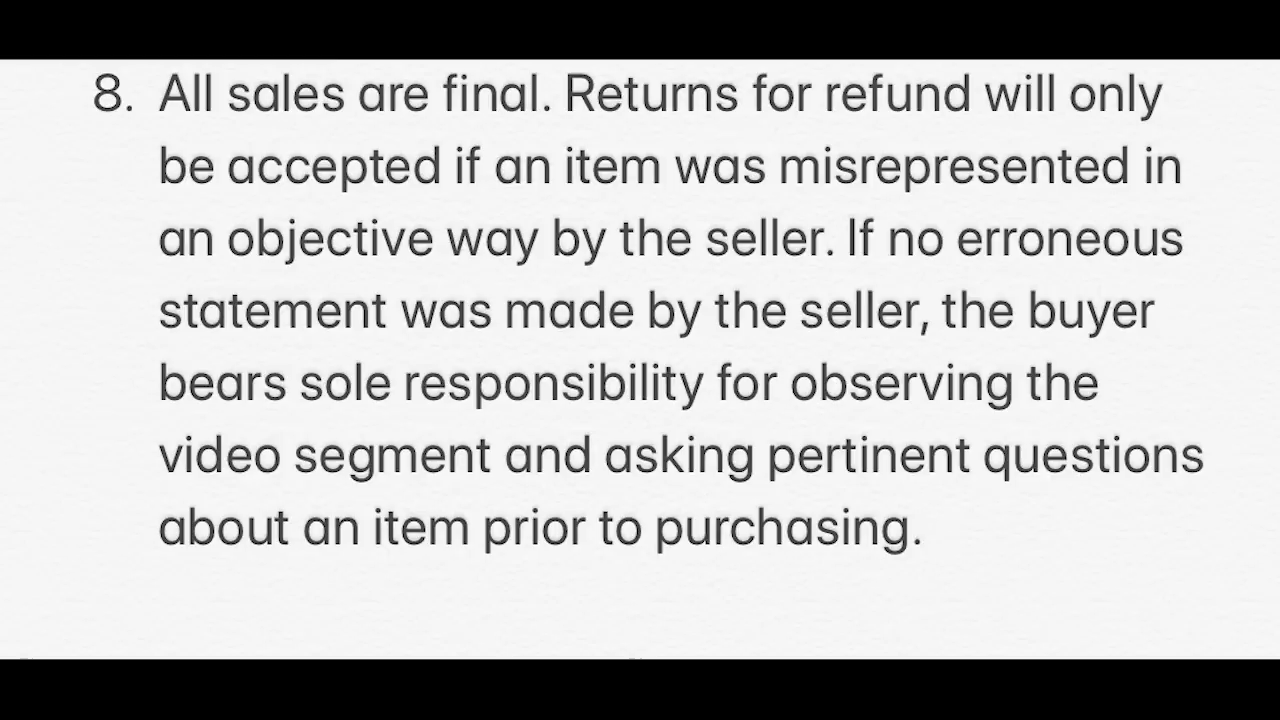 8. All sales are final. Returns for refund will only
be accepted if an item was misrepresented in
an objective way by the seller. If no erroneous
statement was made by the seller, the buyer
bears sole responsibility for observing the
video segment and asking pertinent questions
about an item prior to purchasing.